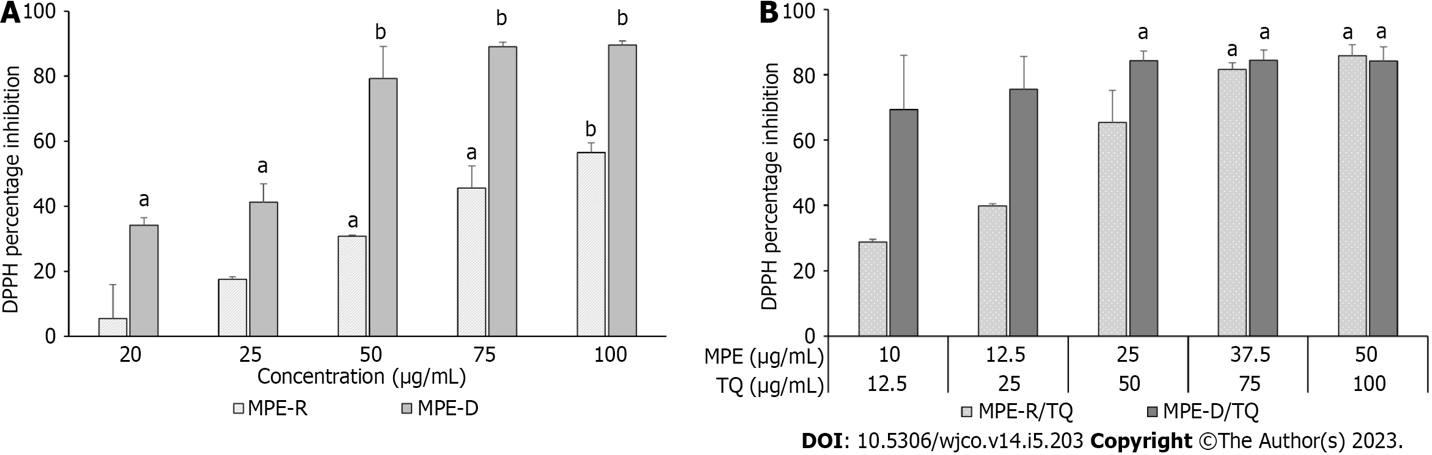 A
DPPH percentage inhibition
100
80
60
40
20
0
a
a
a
b
a
b
b
b
20 25 50 75 100
Concentration (µg/mL)
MPE-R MPE-D
B
DPPH percentage inhibition
100
80
60
40
20
0
a
a
a
a
a
MPE (µg/mL) 10 12.5 25 37.5 50
TQ (µg/mL) 12.5 25 50 75 100
MPE-R/TQ MPE-D/TQ
DOI: 10.5306/wjco.v14.i5.203 Copyright ©The Author(s) 2023.